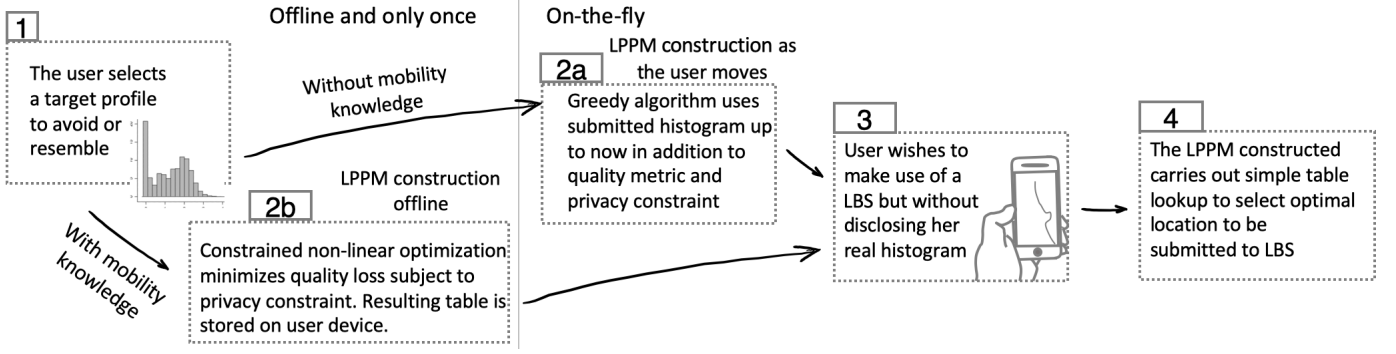 Offline and only once
On-the-fly
1
The user selects
a target profile
to avoid or
resemble
Without mobility
knowledge
With mobility
knowledge
LPPM construction
offline
2b
Constrained non-linear optimization
minimizes quality loss subject to
privacy constraint. Resulting table is
stored on user device.
LPPM construction as
the user moves
2a
Greedy algorithm uses
submitted histogram up
to now in addition to
quality metric and
privacy constraint
3
User wishes to
make use of a
LBS but without
disclosing her
real histogram
4
The LPPM constructed
carries out simple table
lookup to select optimal
location to be
submitted to LBS